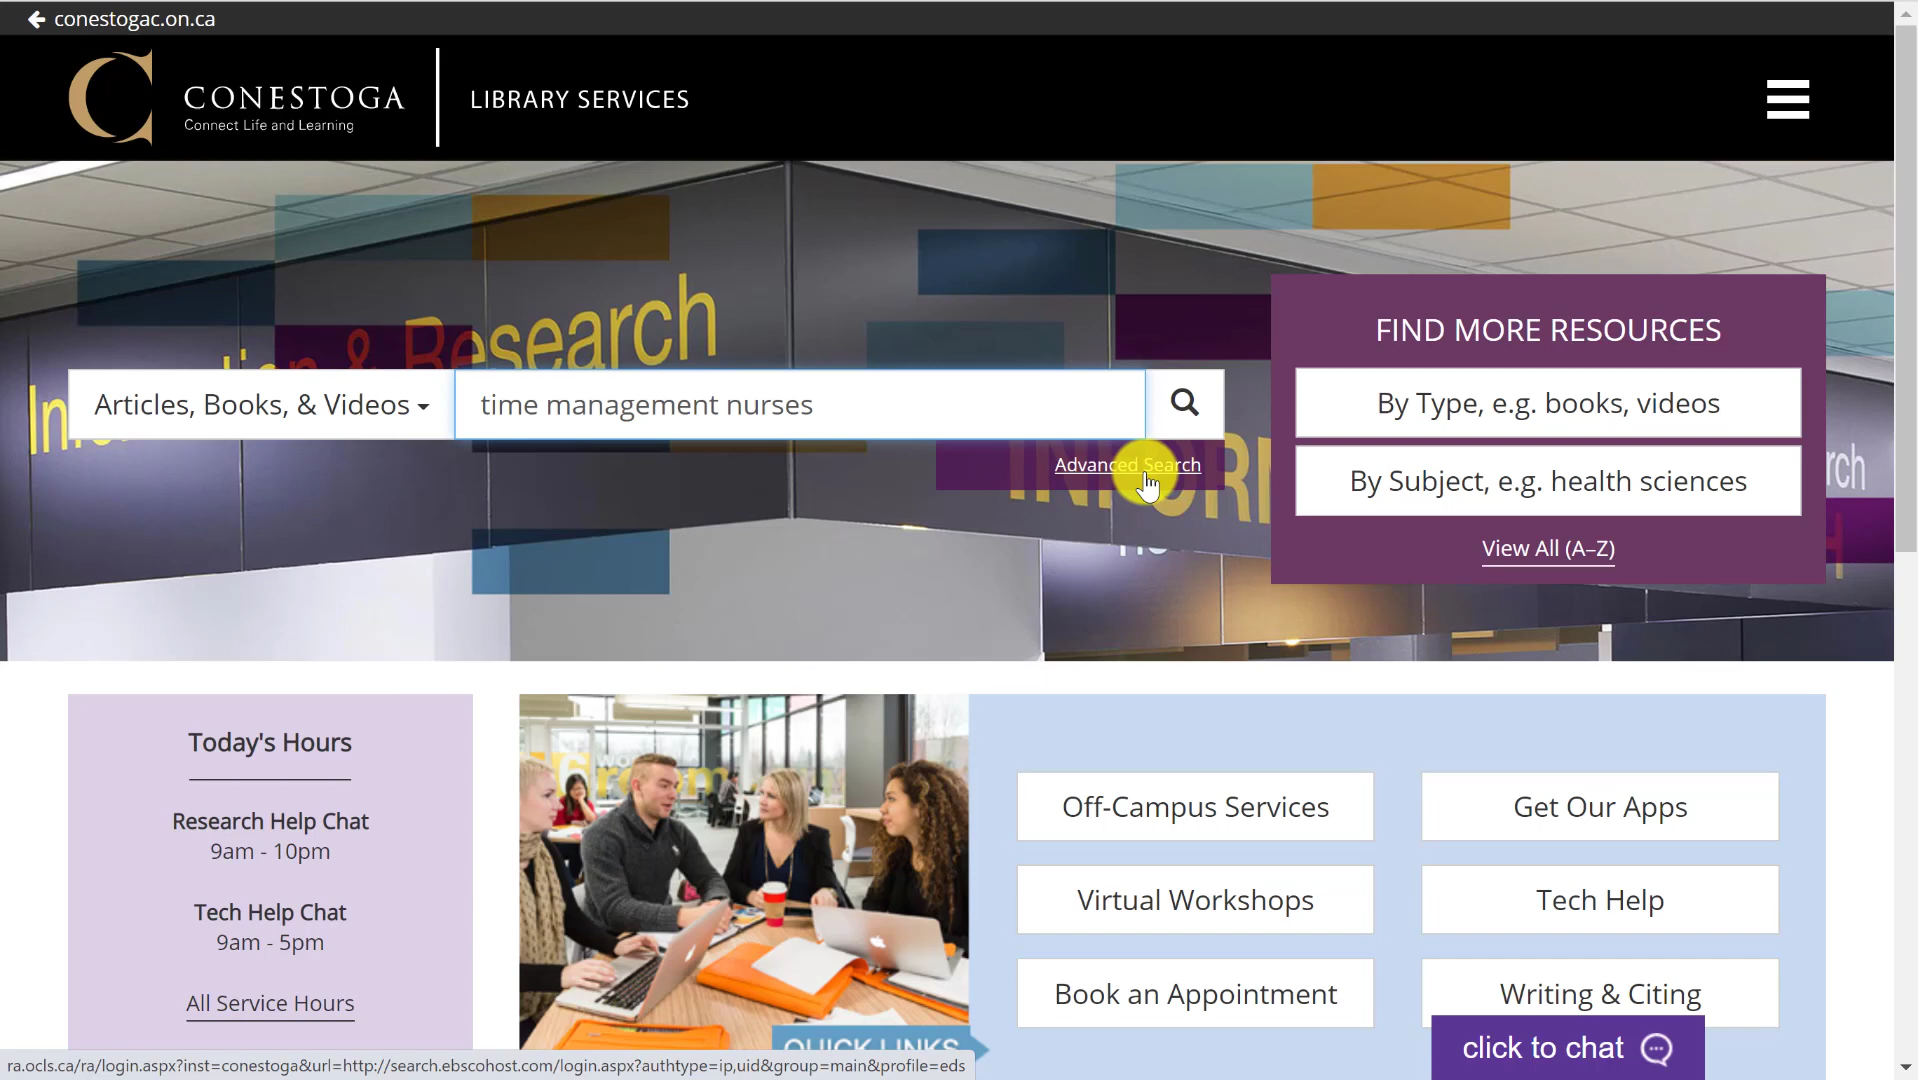 conestogac.on.ca
CONESTOGA
Connect Life and Learning
LIBRARY SERVICES
Research
FIND MORE RESOURCES
Articles, Books, & Videos
time management nurses
By Type, e.g. books, videos
Advanced Search
By Subject, e.g. health sciences
View All (A–Z)
Today's Hours
Research Help Chat
9am - 10pm
Tech Help Chat
9am - 5pm
All Service Hours
QUICK LINKS
Off-Campus Services
Get Our Apps
Virtual Workshops
Tech Help
Book an Appointment
Writing & Citing
click to chat
ra.ocls.ca/ra/login.aspx?inst=conestoga&url=http://search.ebscohost.com/login.aspx?authtype=ip,uid&group=main&profile=eds